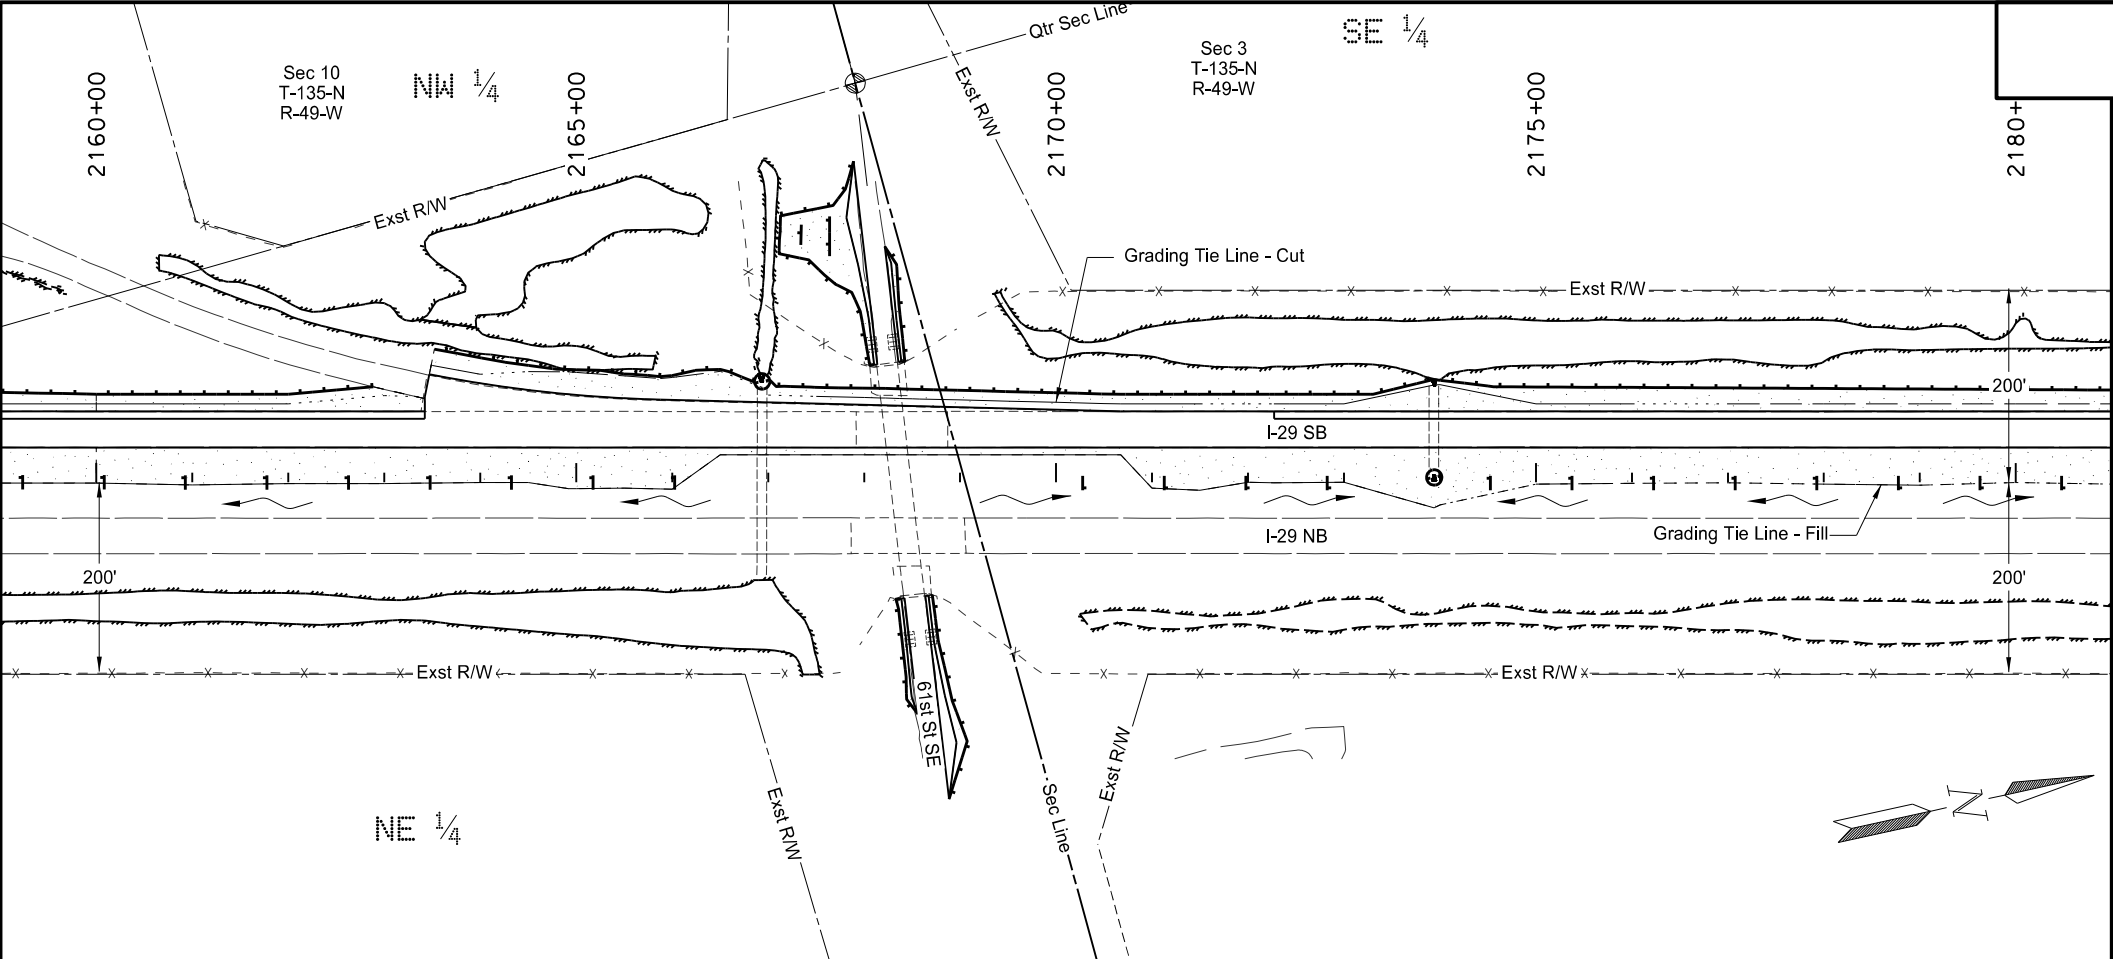 Qtr Sec Line
SE 1/4
Sec 10
T-135-N
R-49-W
NW 1/4
Sec 3
T-135-N
R-49-W
2160+00
2165+00
2170+00
2175+00
2180+
Exst R/W
Exst R/W
Grading Tie Line - Cut
Exst R/W
200'
I-29 SB
I-29 NB
Grading Tie Line - Fill
200'
200'
Exst R/W
Exst R/W
61st St SE
Exst R/W
Exst R/W
Sec Line
NE 1/4
N